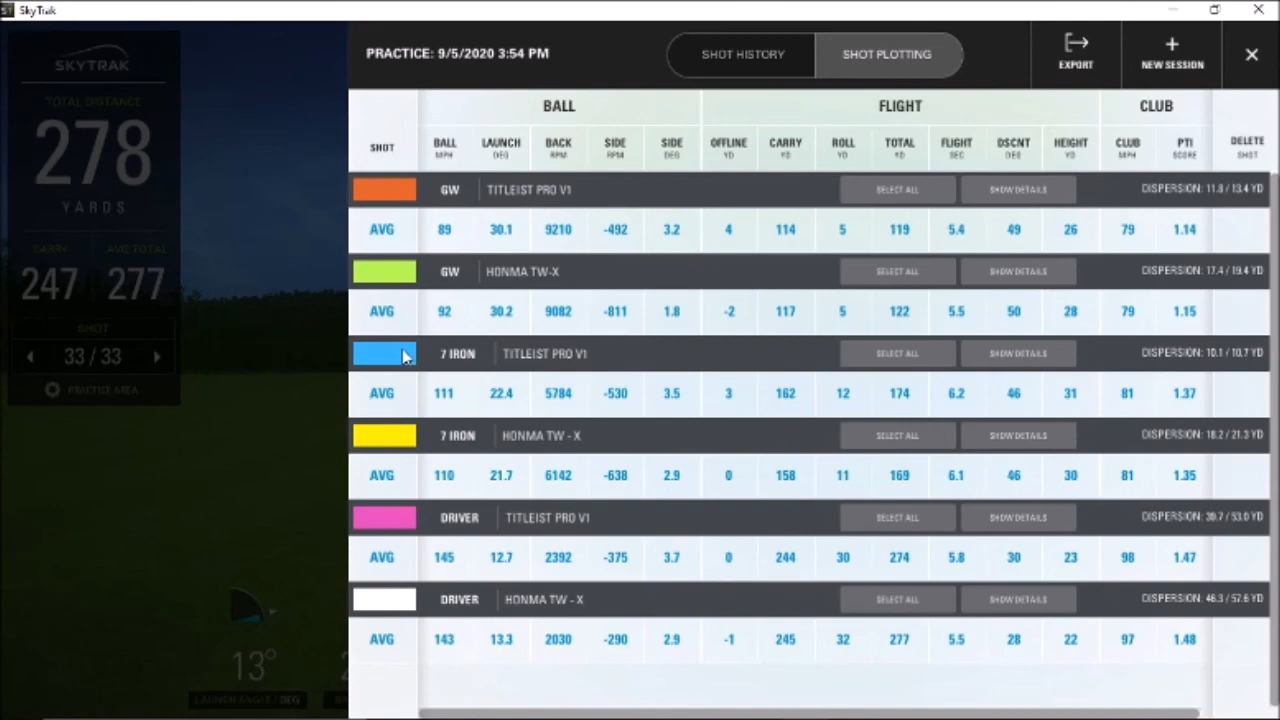 SkyTrak
PRACTICE: 9/5/2020 3:54 PM
SHOT HISTORY
SHOT PLOTTING
EXPORT
NEW SESSION
SKYTRAK
TOTAL DISTANCE
278
YARDS
CARRY AVG TOTAL
247 277
SHOT
33 / 33
PRACTICE AREA
13°
LAUNCH ANGLE / DEG
BALL FLIGHT CLUB
SHOT BALL LAUNCH BACK SIDE SIDE OFFLINE CARRY ROLL TOTAL FLIGHT DSCNT HEIGHT CLUB PTI DELETE
MPH DEG RPM RPM DEG YD YD YD YD SEC DEG YD MPH SCORE SHOT
GW TITLEIST PRO V1 SELECT ALL SHOW DETAILS DISPERSION: 11.8 / 13.4 YD
AVG 89 30.1 9210 -492 3.2 4 114 5 119 5.4 49 26 79 1.14
GW HONMA TW-X SELECT ALL SHOW DETAILS DISPERSION: 17.4 / 19.4 YD
AVG 92 30.2 9082 -811 1.8 -2 117 5 122 5.5 50 28 79 1.15
7 IRON TITLEIST PRO V1 SELECT ALL SHOW DETAILS DISPERSION: 10.1 / 10.7 YD
AVG 111 22.4 5784 -530 3.5 3 162 12 174 6.2 46 31 81 1.37
7 IRON HONMA TW - X SELECT ALL SHOW DETAILS DISPERSION: 18.2 / 21.3 YD
AVG 110 21.7 6142 -638 2.9 0 158 11 169 6.1 46 30 81 1.35
DRIVER TITLEIST PRO V1 SELECT ALL SHOW DETAILS DISPERSION: 39.7 / 53.0 YD
AVG 145 12.7 2392 -375 3.7 0 244 30 274 5.8 30 23 98 1.47
DRIVER HONMA TW - X SELECT ALL SHOW DETAILS DISPERSION: 46.3 / 57.6 YD
AVG 143 13.3 2030 -290 2.9 -1 245 32 277 5.5 28 22 97 1.48